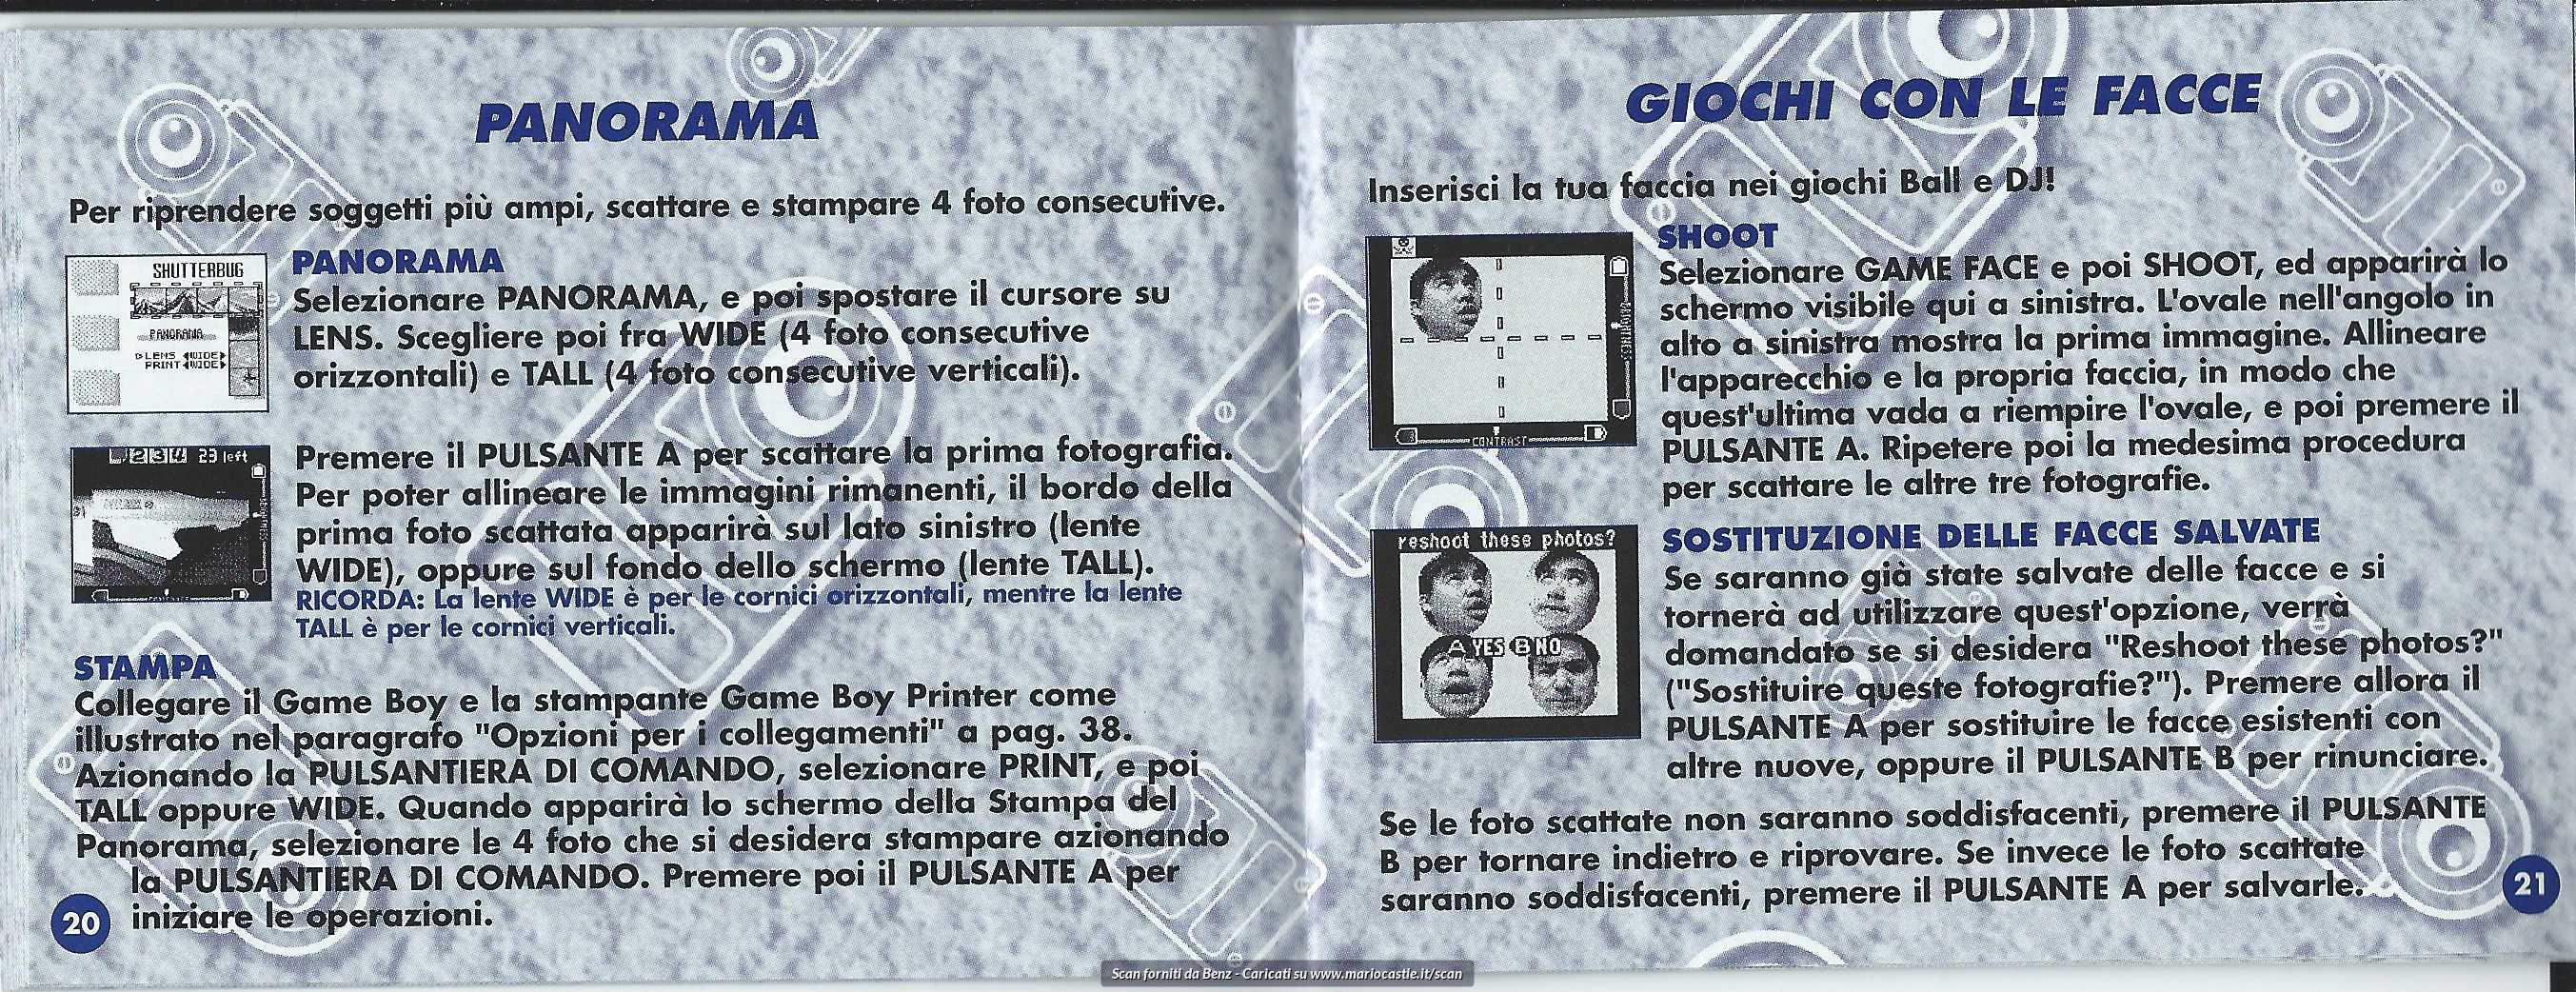 PANORAMA
Per riprendere soggetti più ampi, scattare e stampare 4 foto consecutive.
SHUTTERBUG
PANORAMA
LENS WIDE
PRINT WIDE
PANORAMA
Selezionare PANORAMA, e poi spostare il cursore su
LENS. Scegliere poi fra WIDE (4 foto consecutive
orizzontali) e TALL (4 foto consecutive verticali).
1 2 3 4 23 left
Premere il PULSANTE A per scattare la prima fotografia.
Per poter allineare le immagini rimanenti, il bordo della
prima foto scattata apparirà sul lato sinistro (lente
WIDE), oppure sul fondo dello schermo (lente TALL).
RICORDA: La lente WIDE è per le cornici orizzontali, mentre la lente
TALL è per le cornici verticali.
STAMPA
Collegare il Game Boy e la stampante Game Boy Printer come
illustrato nel paragrafo "Opzioni per i collegamenti" a pag. 38.
Azionando la PULSANTIERA DI COMANDO, selezionare PRINT, e poi
TALL oppure WIDE. Quando apparirà lo schermo della Stampa del
Panorama, selezionare le 4 foto che si desidera stampare azionando
la PULSANTIERA DI COMANDO. Premere poi il PULSANTE A per
iniziare le operazioni.
20
GIOCHI CON LE FACCE
Inserisci la tua faccia nei giochi Ball e DJ!
BRIGHTNESS
CONTRAST
SHOOT
Selezionare GAME FACE e poi SHOOT, ed apparirà lo
schermo visibile qui a sinistra. L'ovale nell'angolo in
alto a sinistra mostra la prima immagine. Allineare
l'apparecchio e la propria faccia, in modo che
quest'ultima vada a riempire l'ovale, e poi premere il
PULSANTE A. Ripetere poi la medesima procedura
per scattare le altre tre fotografie.
reshoot these photos?
A YES B NO
SOSTITUZIONE DELLE FACCE SALVATE
Se saranno già state salvate delle facce e si
tornerà ad utilizzare quest'opzione, verrà
domandato se si desidera "Reshoot these photos?"
("Sostituire queste fotografie?"). Premere allora il
PULSANTE A per sostituire le facce esistenti con
altre nuove, oppure il PULSANTE B per rinunciare.
Se le foto scattate non saranno soddisfacenti, premere il PULSANTE
B per tornare indietro e riprovare. Se invece le foto scattate
saranno soddisfacenti, premere il PULSANTE A per salvarle.
21
Scan forniti da Benz - Caricati su www.mariocastle.it/scan